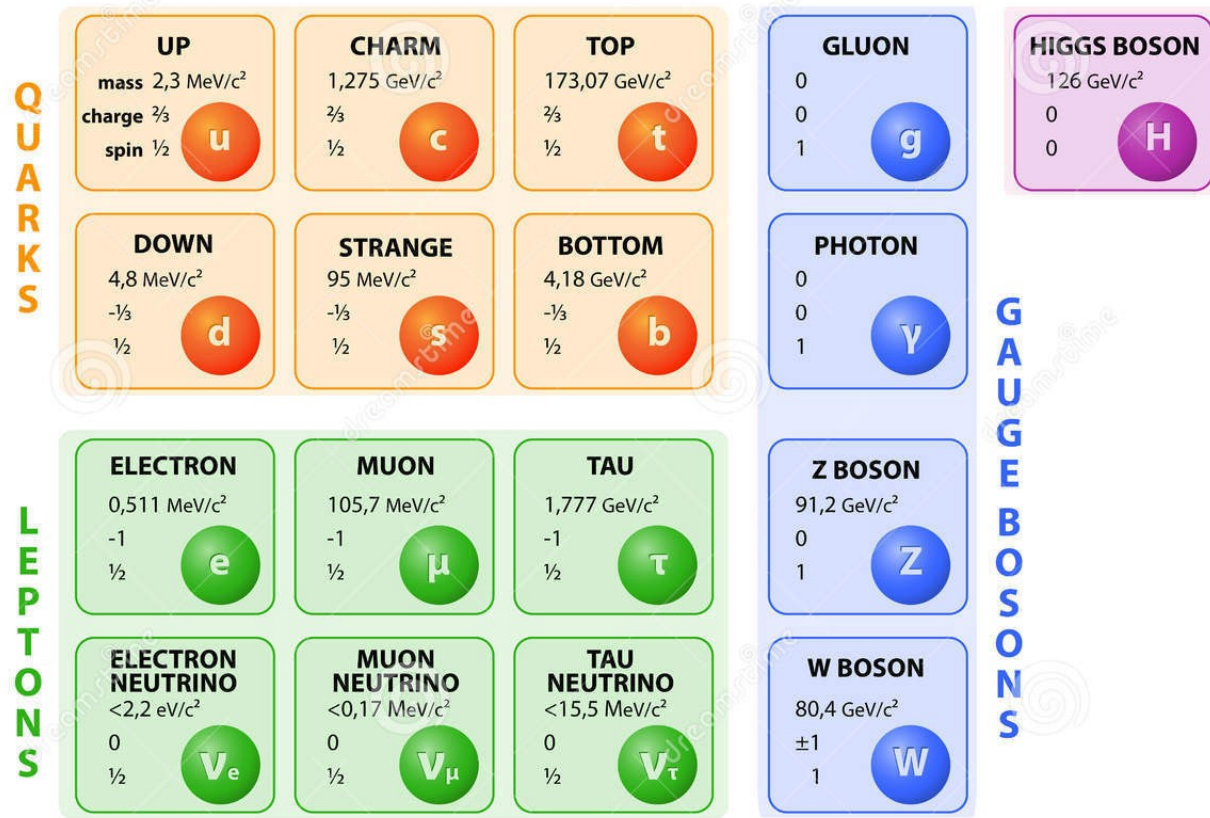 QUARKS
UP
mass 2,3 MeV/c²
charge ⅔
spin ½
u
CHARM
1,275 GeV/c²
⅔
½
c
TOP
173,07 GeV/c²
⅔
½
t
GLUON
0
0
1
g
HIGGS BOSON
126 GeV/c²
0
0
H
DOWN
4,8 MeV/c²
-⅓
½
d
STRANGE
95 MeV/c²
-⅓
½
s
BOTTOM
4,18 GeV/c²
-⅓
½
b
PHOTON
0
0
1
γ
GAUGE BOSONS
LEPTONS
ELECTRON
0,511 MeV/c²
-1
½
e
MUON
105,7 MeV/c²
-1
½
μ
TAU
1,777 GeV/c²
-1
½
τ
Z BOSON
91,2 GeV/c²
0
1
Z
ELECTRON
NEUTRINO
<2,2 eV/c²
0
½
νe
MUON
NEUTRINO
<0,17 MeV/c²
0
½
νμ
TAU
NEUTRINO
<15,5 MeV/c²
0
½
ντ
W BOSON
80,4 GeV/c²
±1
1
W
dreamstime